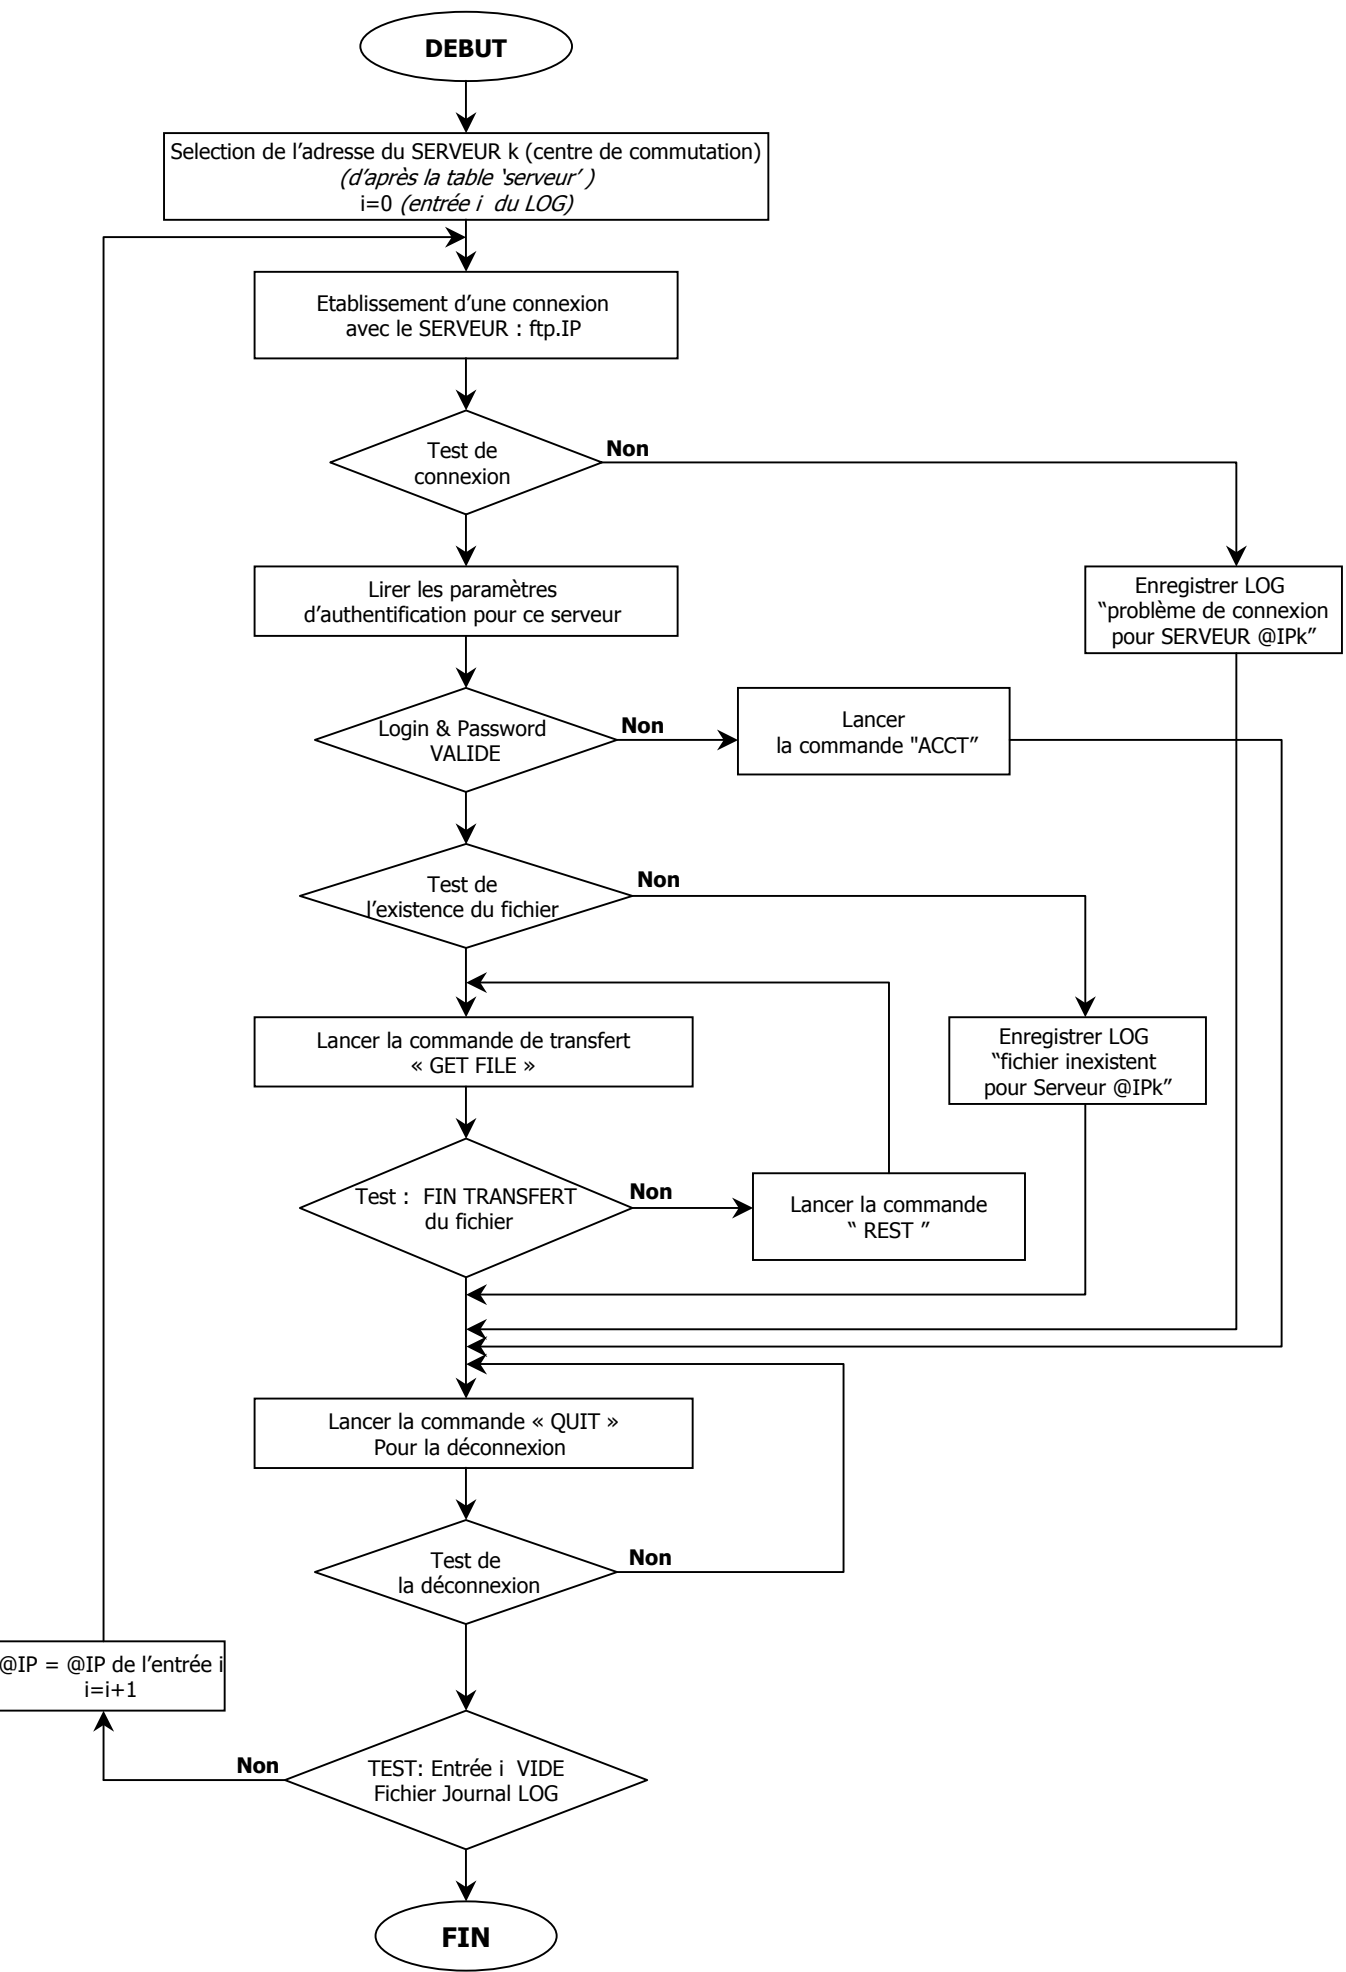 DEBUT
Selection de l’adresse du SERVEUR k (centre de commutation)
(d’après la table ‘serveur’ )
i=0 (entrée i du LOG)
Etablissement d’une connexion
avec le SERVEUR : ftp.IP
Test de
connexion
Non
Lirer les paramètres
d’authentification pour ce serveur
Enregistrer LOG
“problème de connexion
pour SERVEUR @IPk”
Login & Password
VALIDE
Non
Lancer
la commande "ACCT”
Test de
l’existence du fichier
Non
Lancer la commande de transfert
« GET FILE »
Enregistrer LOG
“fichier inexistent
pour Serveur @IPk”
Test : FIN TRANSFERT
du fichier
Non
Lancer la commande
“ REST ”
Lancer la commande « QUIT »
Pour la déconnexion
Test de
la déconnexion
Non
@IP = @IP de l’entrée i
i=i+1
Non
TEST: Entrée i VIDE
Fichier Journal LOG
FIN